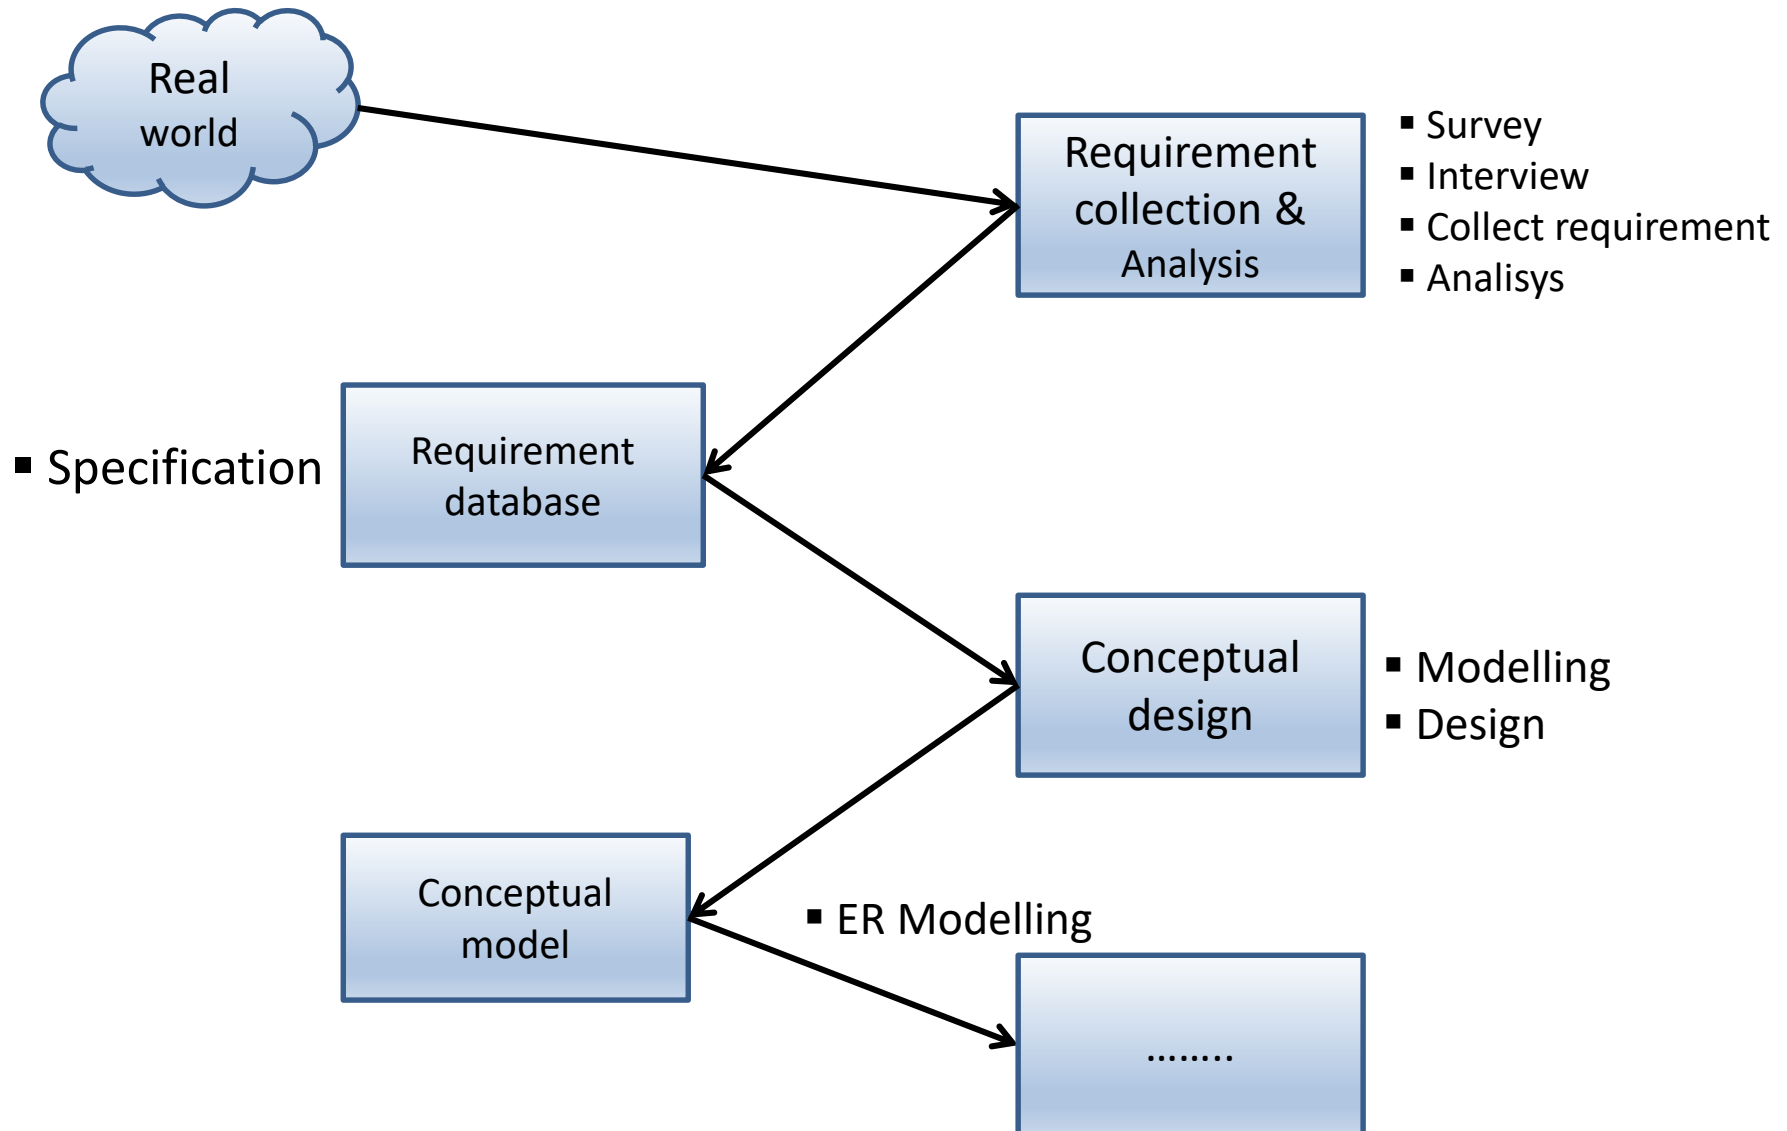 Real
world
Requirement
collection &
Analysis
▪ Survey
▪ Interview
▪ Collect requirement
▪ Analisys
▪ Specification
Requirement
database
Conceptual
design
▪ Modelling
▪ Design
Conceptual
model
▪ ER Modelling
........